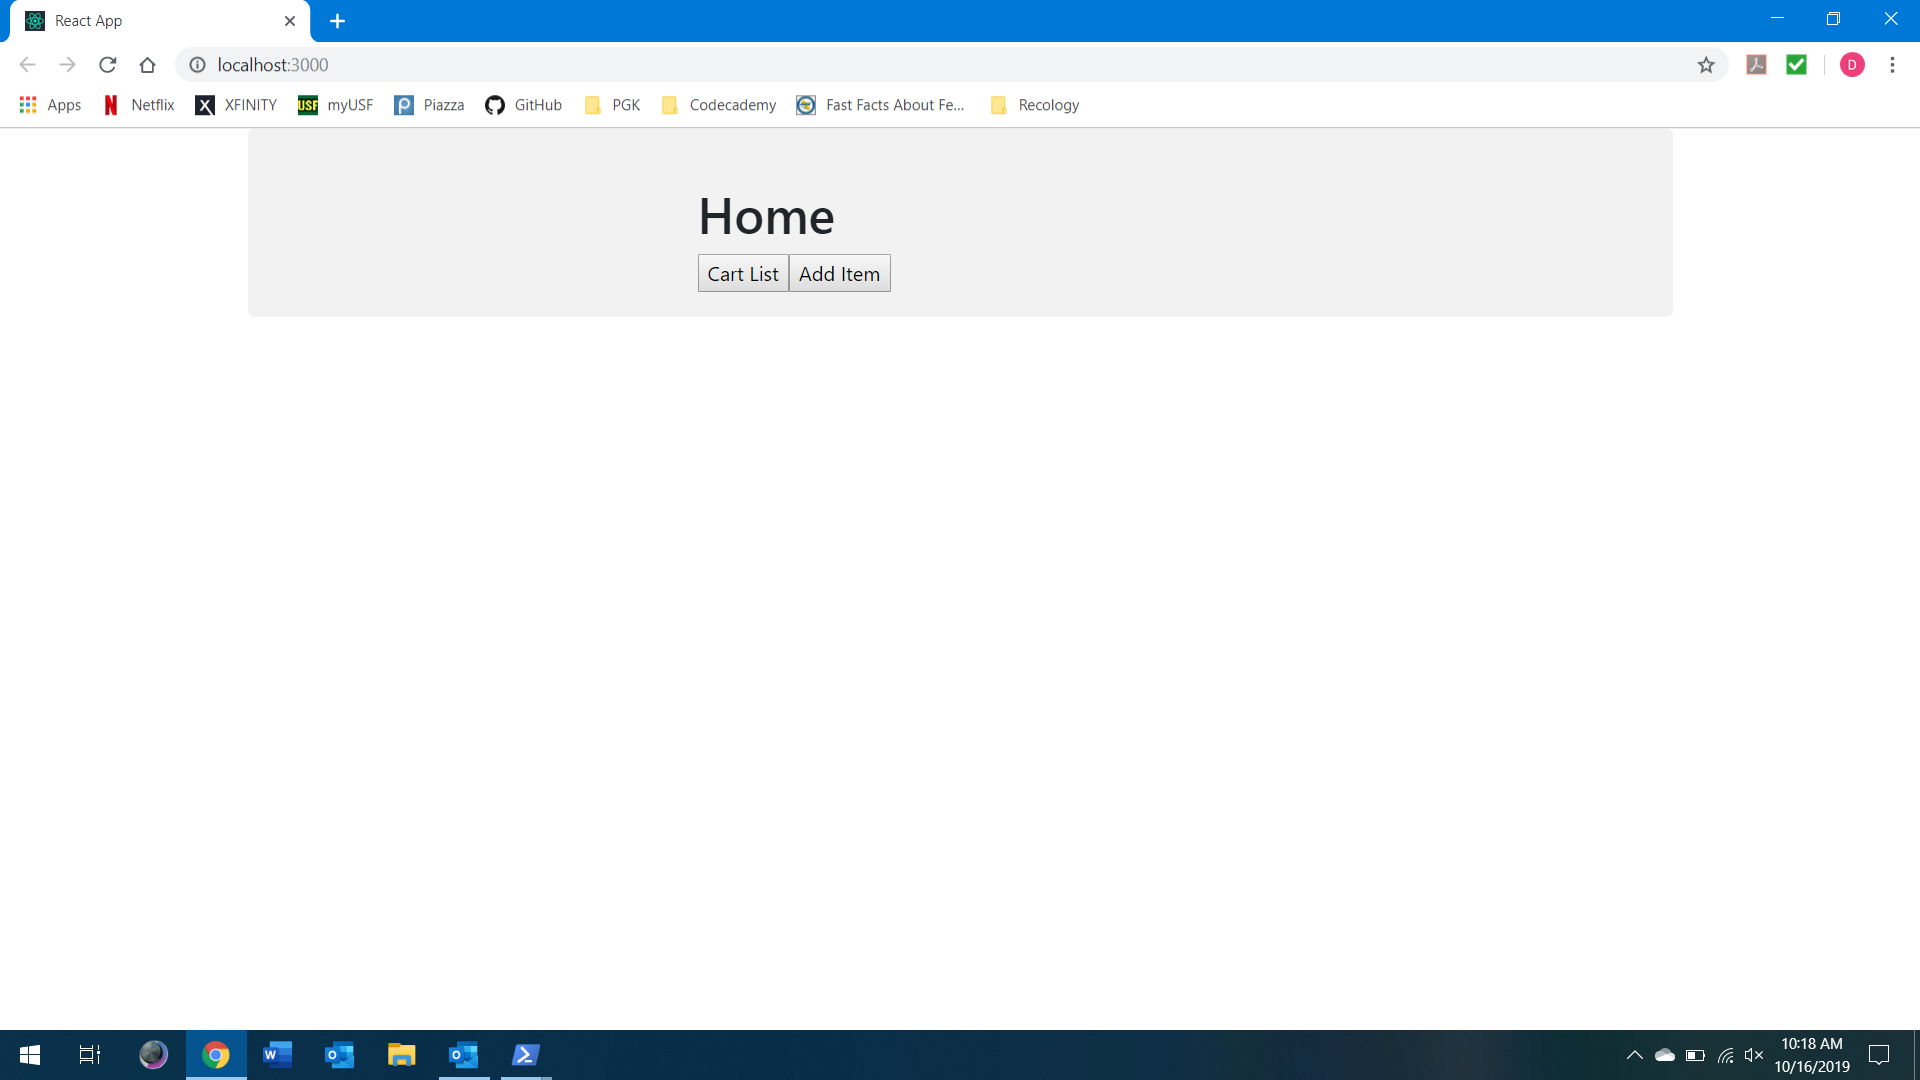 React App
localhost:3000
D
Apps Netflix XFINITY USF myUSF Piazza GitHub PGK Codecademy Fast Facts About Fe... Recology
Home
Cart List Add Item
10:18 AM
10/16/2019